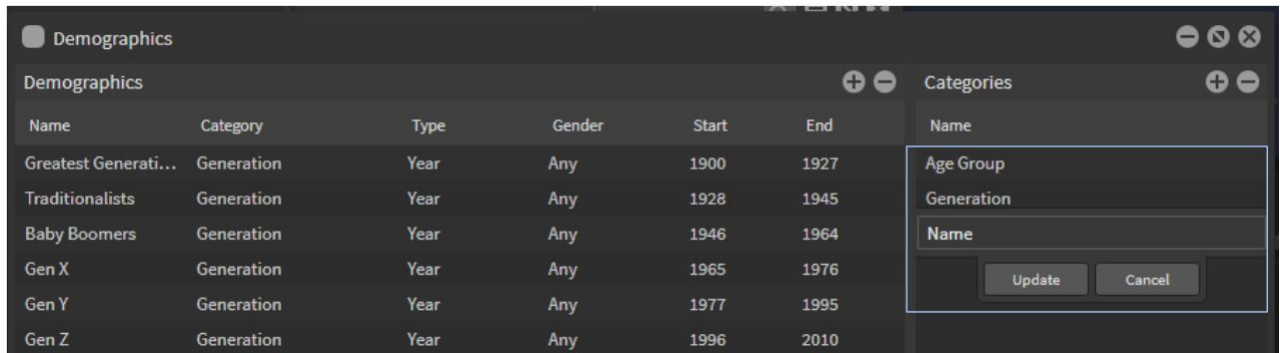 Demographics
Demographics Categories
Name Category Type Gender Start End Name
Greatest Generati... Generation Year Any 1900 1927 Age Group
Traditionalists Generation Year Any 1928 1945 Generation
Baby Boomers Generation Year Any 1946 1964 Name
Gen X Generation Year Any 1965 1976 Update Cancel
Gen Y Generation Year Any 1977 1995
Gen Z Generation Year Any 1996 2010